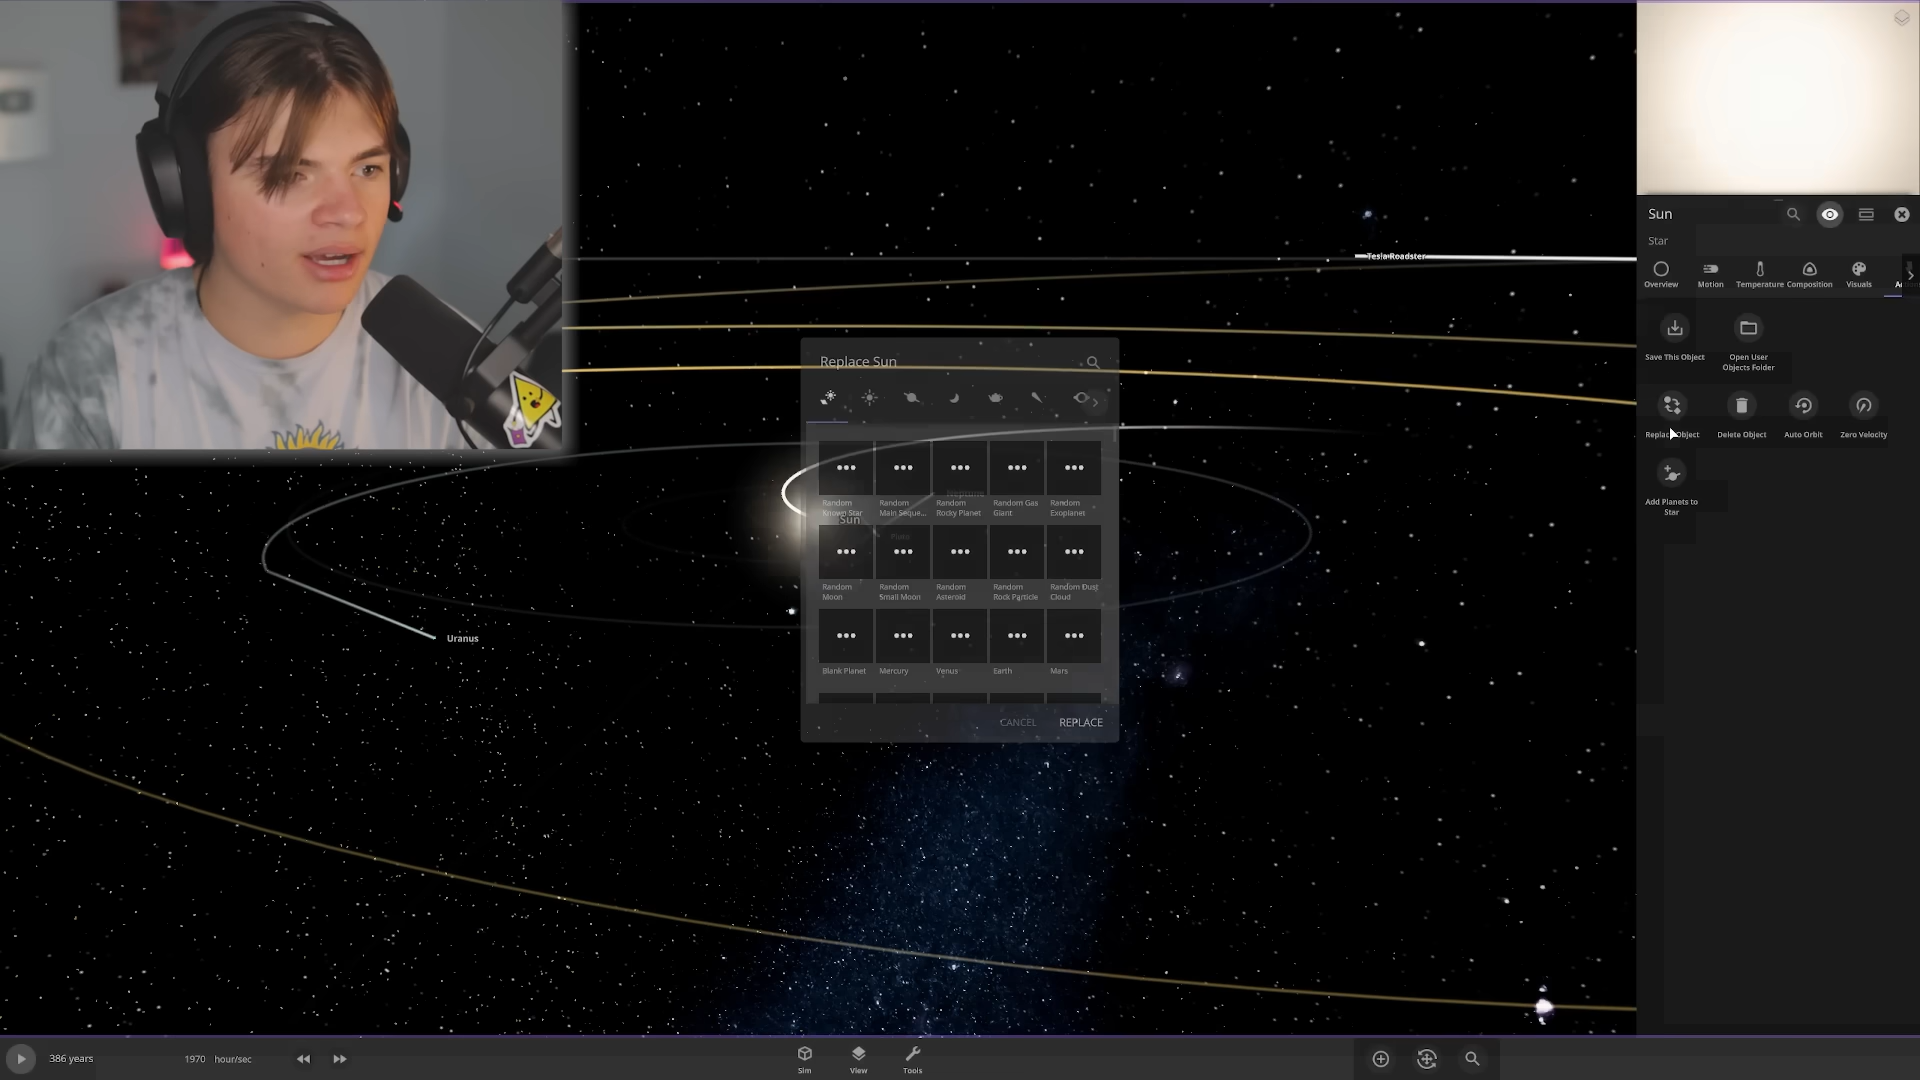 Sun
Star
Overview
Motion
Temperature
Composition
Visuals
Save This Object
Open User
Objects Folder
Delete Object
Auto Orbit
Zero Velocity
Add Planets to
Star
Tesla Roadster
Replace Sun
Random
Known Star
Random
Main Seque...
Random
Rocky Planet
Random Gas
Giant
Random
Exoplanet
Neptune
Sun
Pluto
Random
Moon
Random
Small Moon
Random
Asteroid
Random
Rock Particle
Random Dust
Cloud
Blank Planet
Mercury
Venus
Earth
Mars
CANCEL
REPLACE
Uranus
386 years
1970 hour/sec
Sim
View
Tools